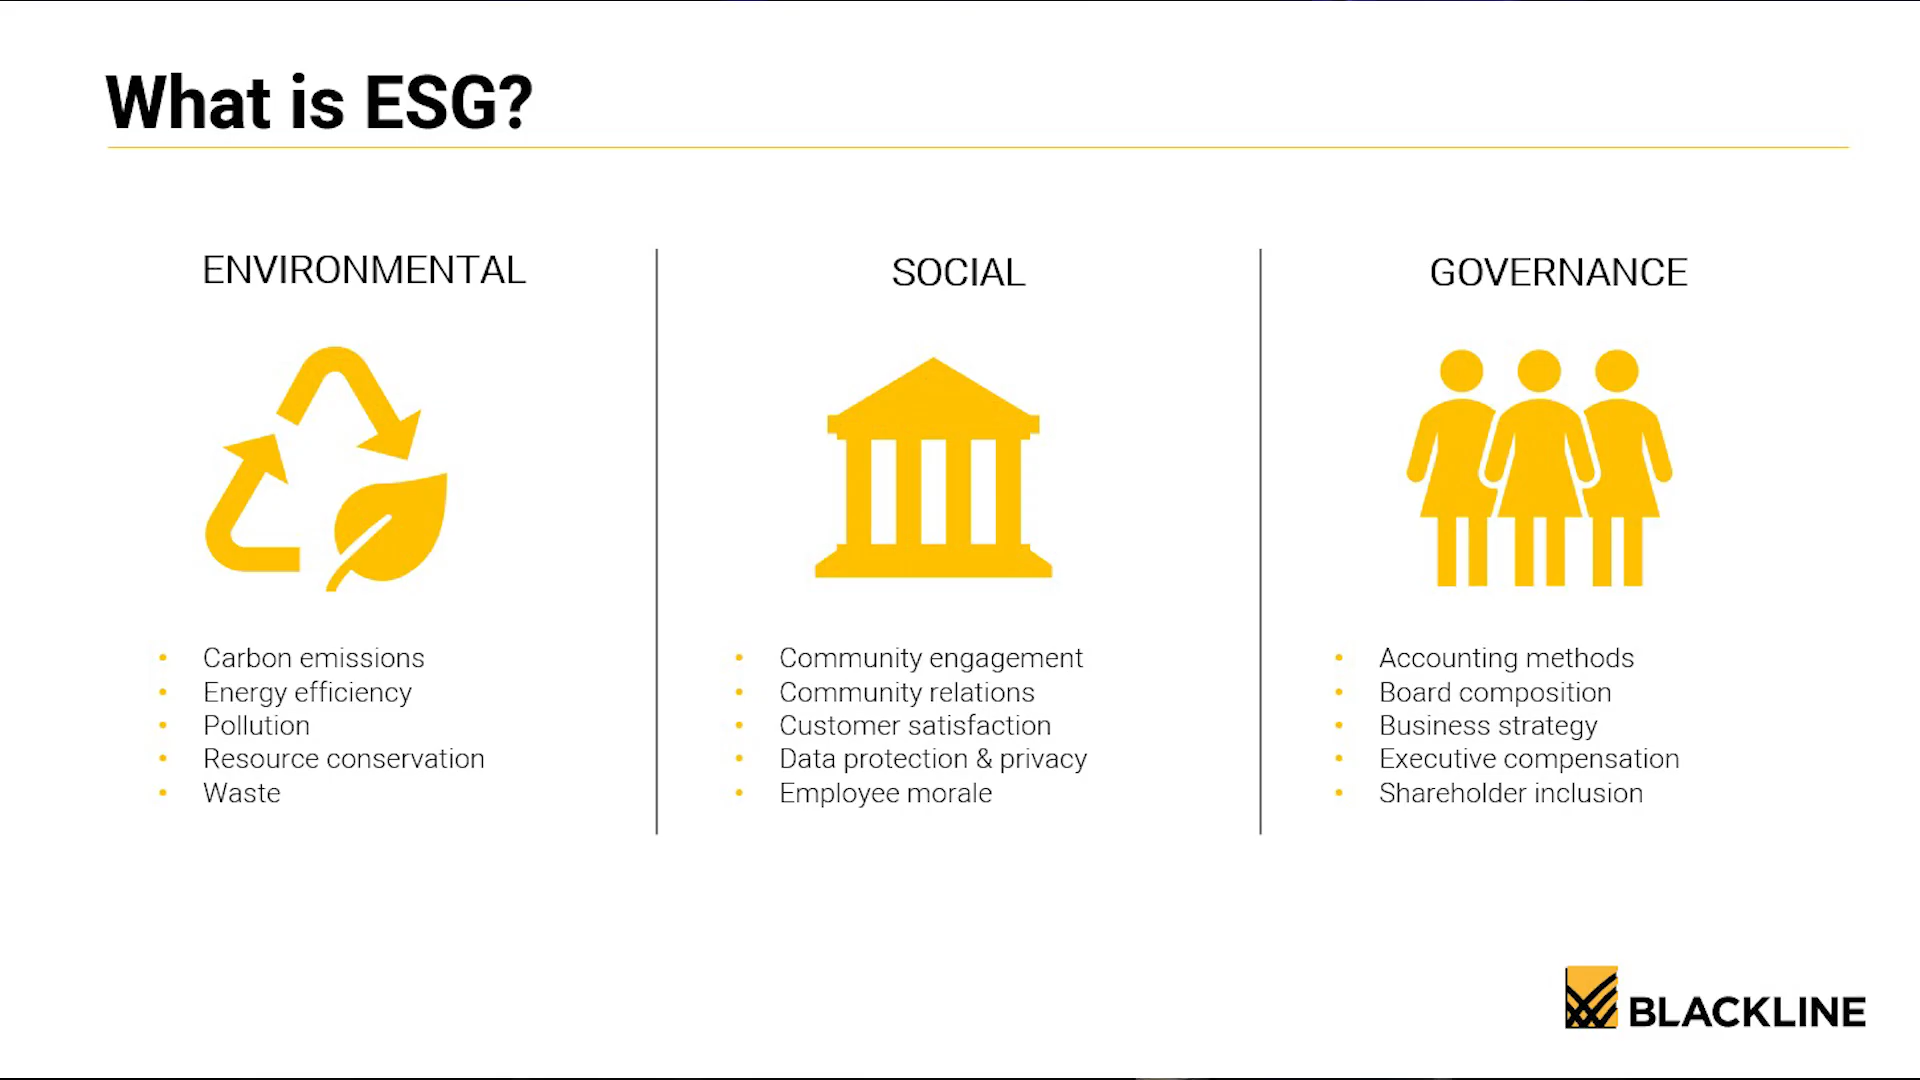 What is ESG?
ENVIRONMENTAL
• Carbon emissions
• Energy efficiency
• Pollution
• Resource conservation
• Waste
SOCIAL
• Community engagement
• Community relations
• Customer satisfaction
• Data protection & privacy
• Employee morale
GOVERNANCE
• Accounting methods
• Board composition
• Business strategy
• Executive compensation
• Shareholder inclusion
BLACKLINE